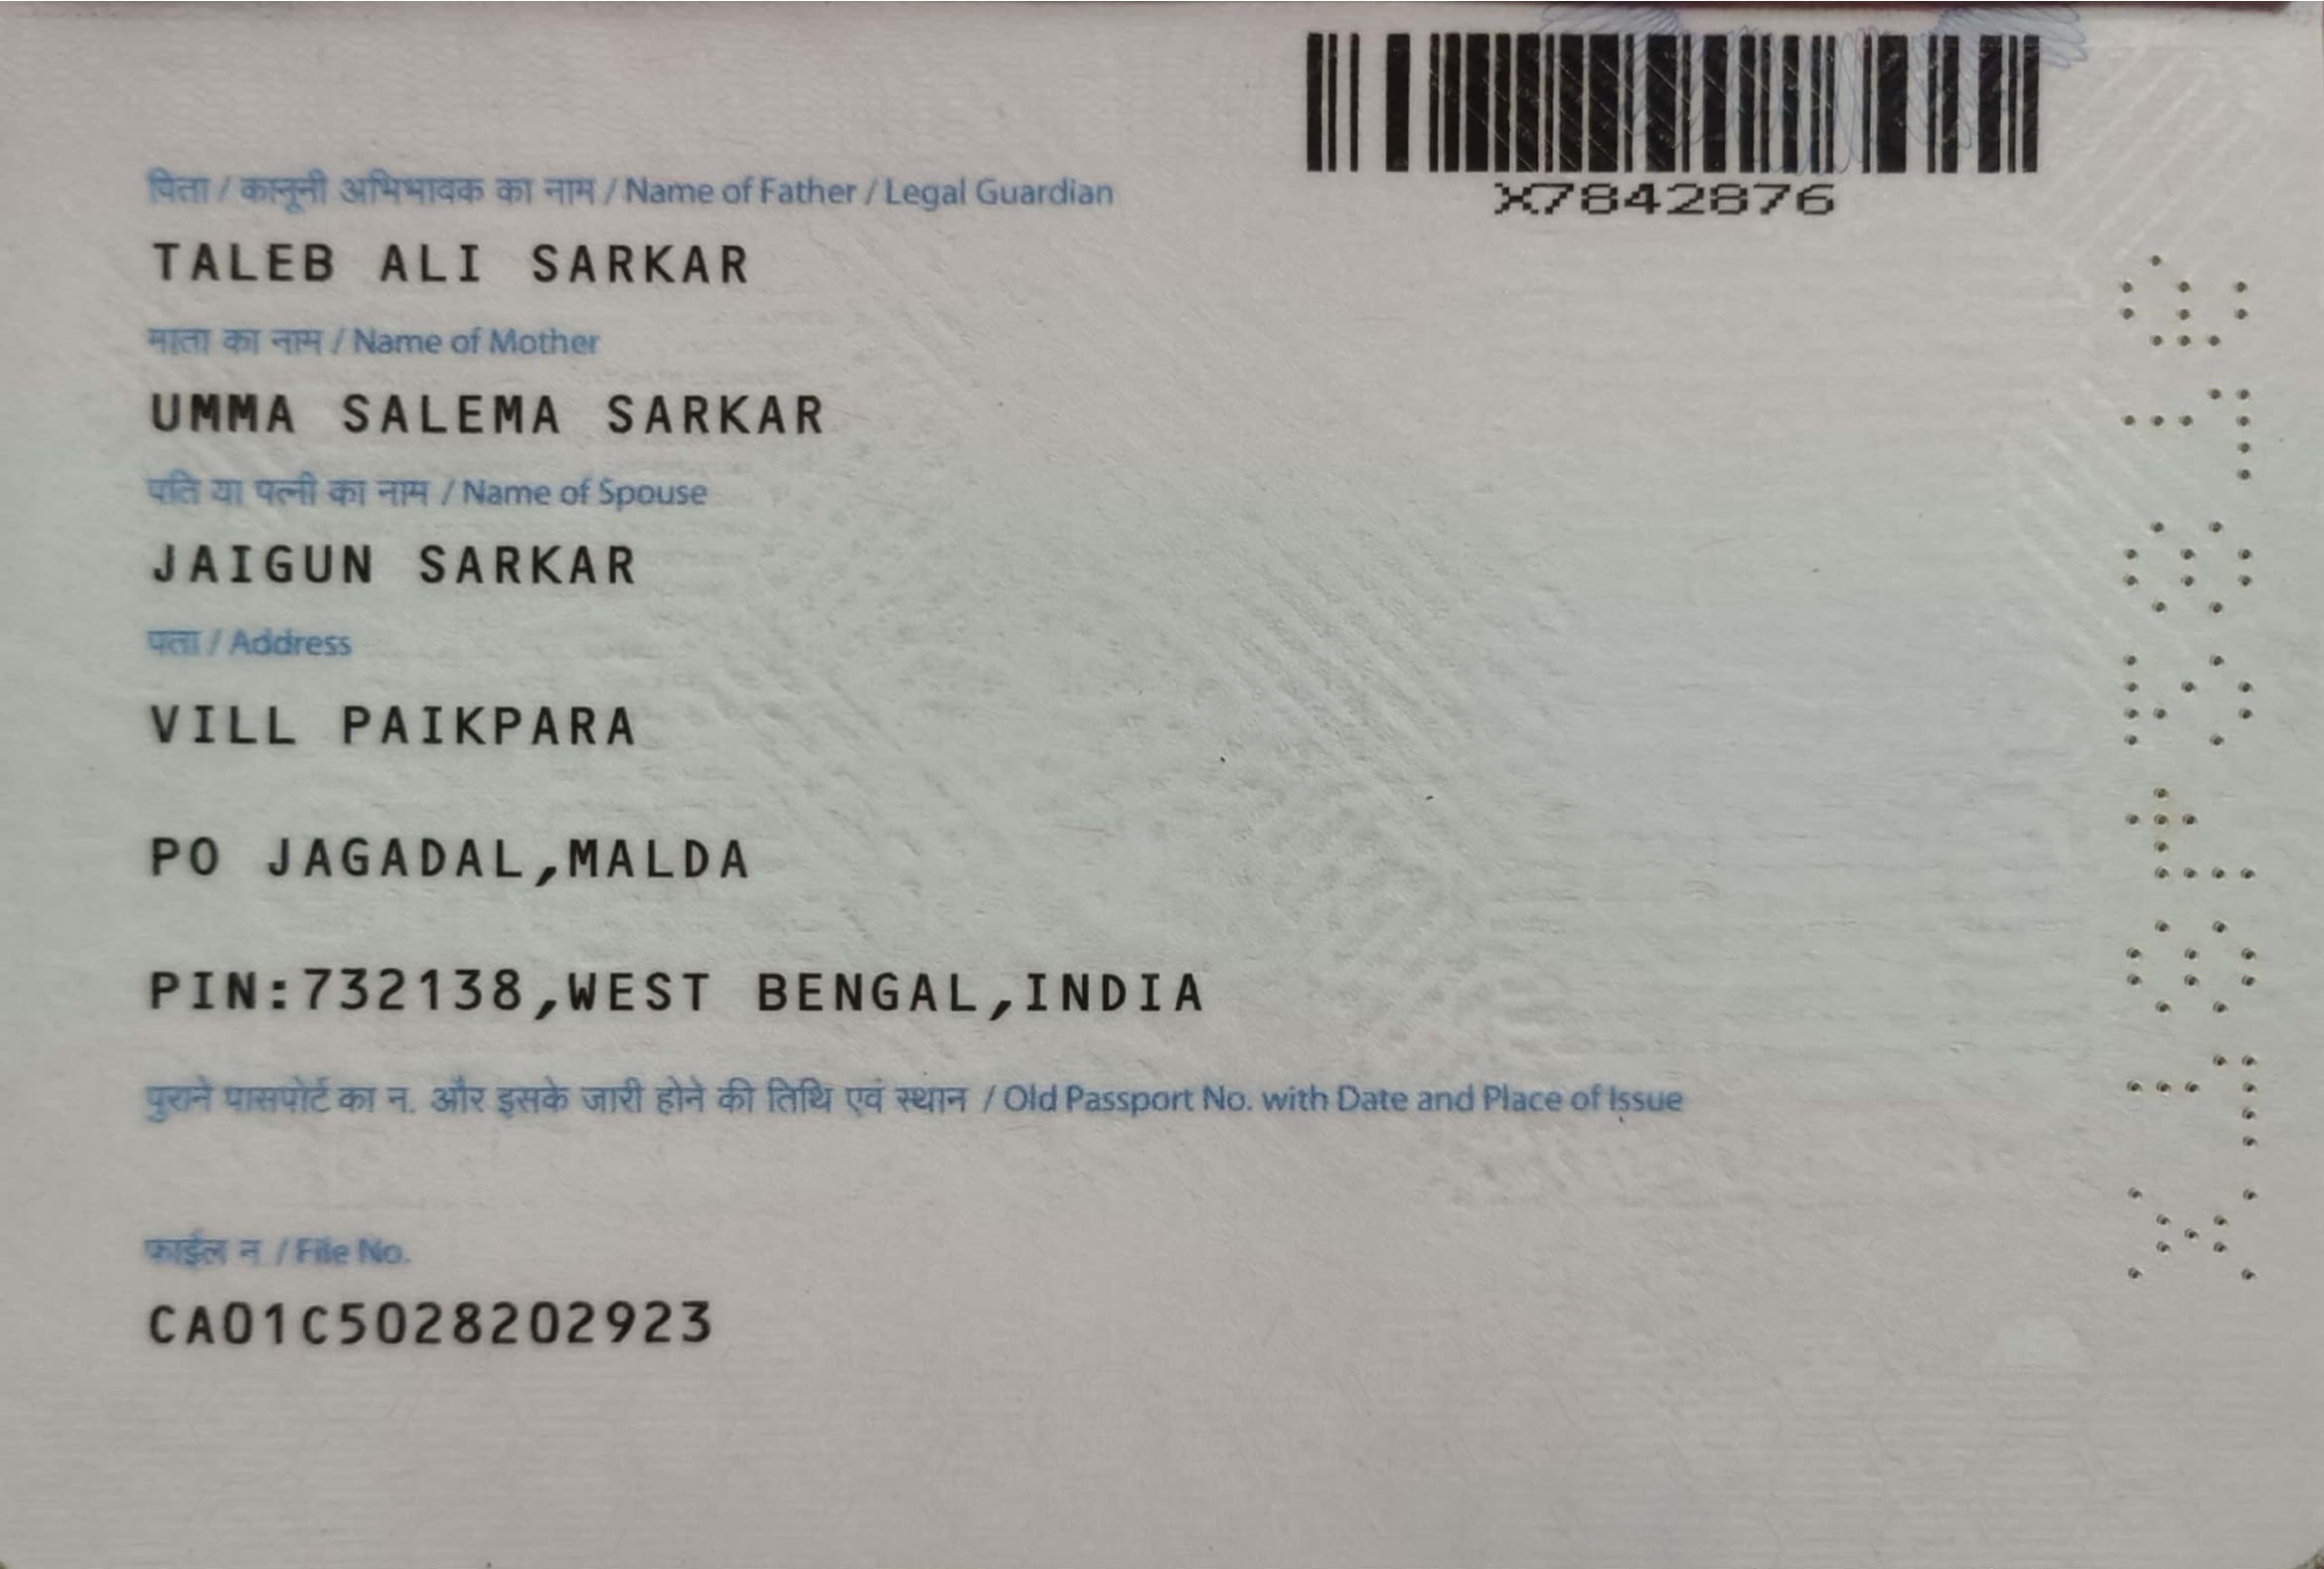 X7842876
पिता / कानूनी अभिभावक का नाम / Name of Father / Legal Guardian
TALEB ALI SARKAR
माता का नाम / Name of Mother
UMMA SALEMA SARKAR
पति या पत्नी का नाम / Name of Spouse
JAIGUN SARKAR
पता / Address
VILL PAIKPARA
PO JAGADAL,MALDA
PIN:732138,WEST BENGAL,INDIA
पुराने पासपोर्ट का न. और इसके जारी होने की तिथि एवं स्थान / Old Passport No. with Date and Place of Issue
फाईल न / File No.
CA01C5028202923
X7842876